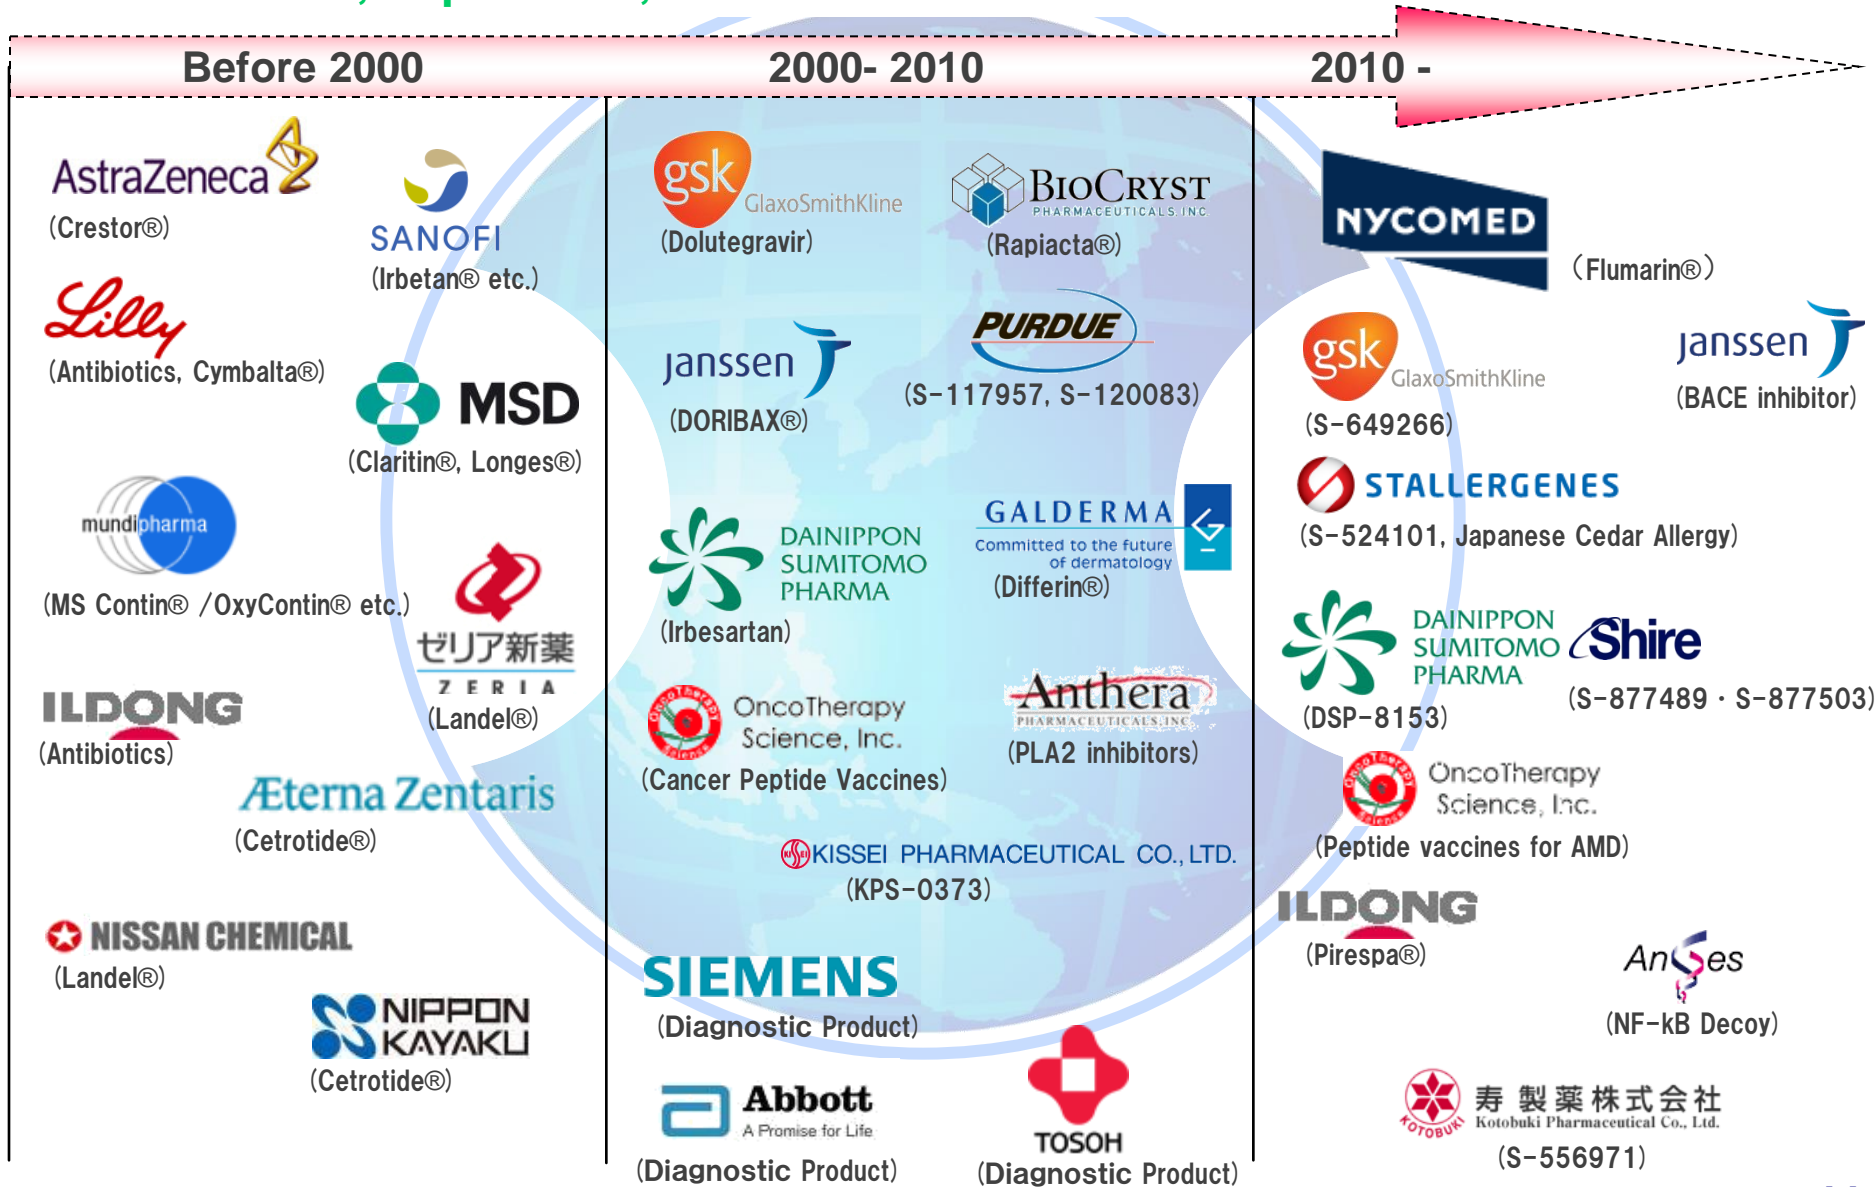 Before 2000
2000- 2010
2010 -
AstraZeneca
(Crestor®)
SANOFI
(Irbetan® etc.)
Lilly
(Antibiotics, Cymbalta®)
MSD
(Claritin®, Longes®)
mundipharma
(MS Contin® /OxyContin® etc.)
ゼリア新薬
ZERIA
(Landel®)
ILDONG
(Antibiotics)
Æterna Zentaris
(Cetrotide®)
NISSAN CHEMICAL
(Landel®)
NIPPON
KAYAKU
(Cetrotide®)
gsk
GlaxoSmithKline
(Dolutegravir)
BIOCRYST
PHARMACEUTICALS, INC.
(Rapiacta®)
janssen
(DORIBAX®)
PURDUE
(S-117957, S-120083)
DAINIPPON
SUMITOMO
PHARMA
(Irbesartan)
GALDERMA
Committed to the future
of dermatology
(Differin®)
OncoTherapy
Science
OncoTherapy
Science, Inc.
(Cancer Peptide Vaccines)
Anthera
PHARMACEUTICALS, INC
(PLA2 inhibitors)
KISSEI
KISSEI PHARMACEUTICAL CO., LTD.
(KPS-0373)
SIEMENS
(Diagnostic Product)
Abbott
A Promise for Life
(Diagnostic Product)
TOSOH
(Diagnostic Product)
NYCOMED
(Flumarin®)
gsk
GlaxoSmithKline
(S-649266)
janssen
(BACE inhibitor)
STALLERGENES
(S-524101, Japanese Cedar Allergy)
DAINIPPON
SUMITOMO
PHARMA
(DSP-8153)
Shire
(S-877489・S-877503)
OncoTherapy
Science
OncoTherapy
Science, Inc.
(Peptide vaccines for AMD)
ILDONG
(Pirespa®)
AnGes
(NF-kB Decoy)
KOTOBUKI
寿製薬株式会社
Kotobuki Pharmaceutical Co., Ltd.
(S-556971)